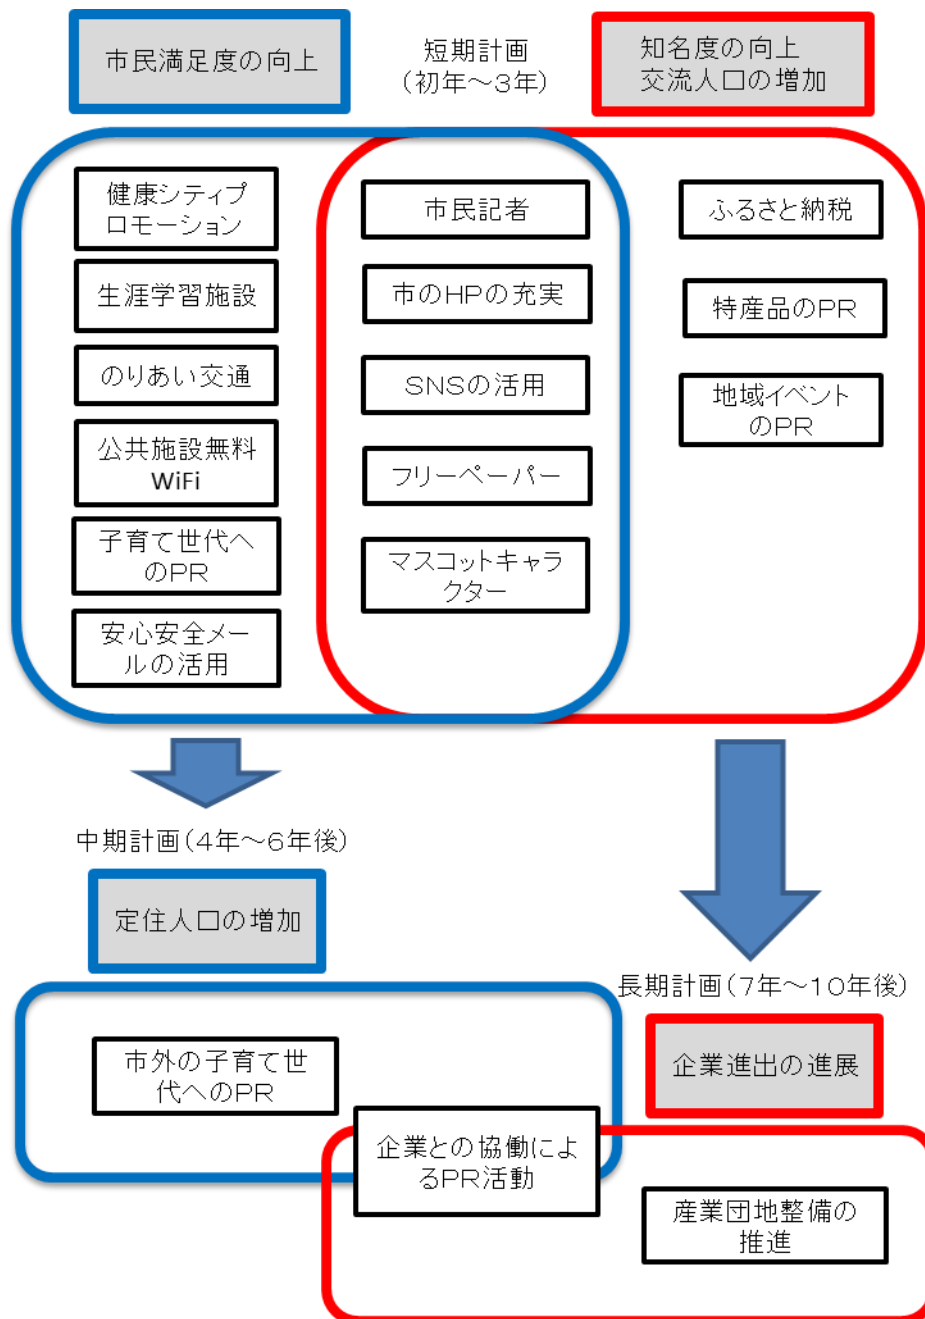 市民満足度の向上
短期計画
(初年～3年)
知名度の向上
交流人口の増加
健康シティプ
ロモーション
生涯学習施設
のりあい交通
公共施設無料
WiFi
子育て世代へ
のPR
安心安全メー
ルの活用
市民記者
市のHPの充実
SNSの活用
フリーペーパー
マスコットキャラ
クター
ふるさと納税
特産品のPR
地域イベント
のPR
中期計画(4年～6年後)
定住人口の増加
市外の子育て世
代へのPR
企業との協働によ
るPR活動
長期計画(7年～10年後)
企業進出の進展
産業団地整備の
推進